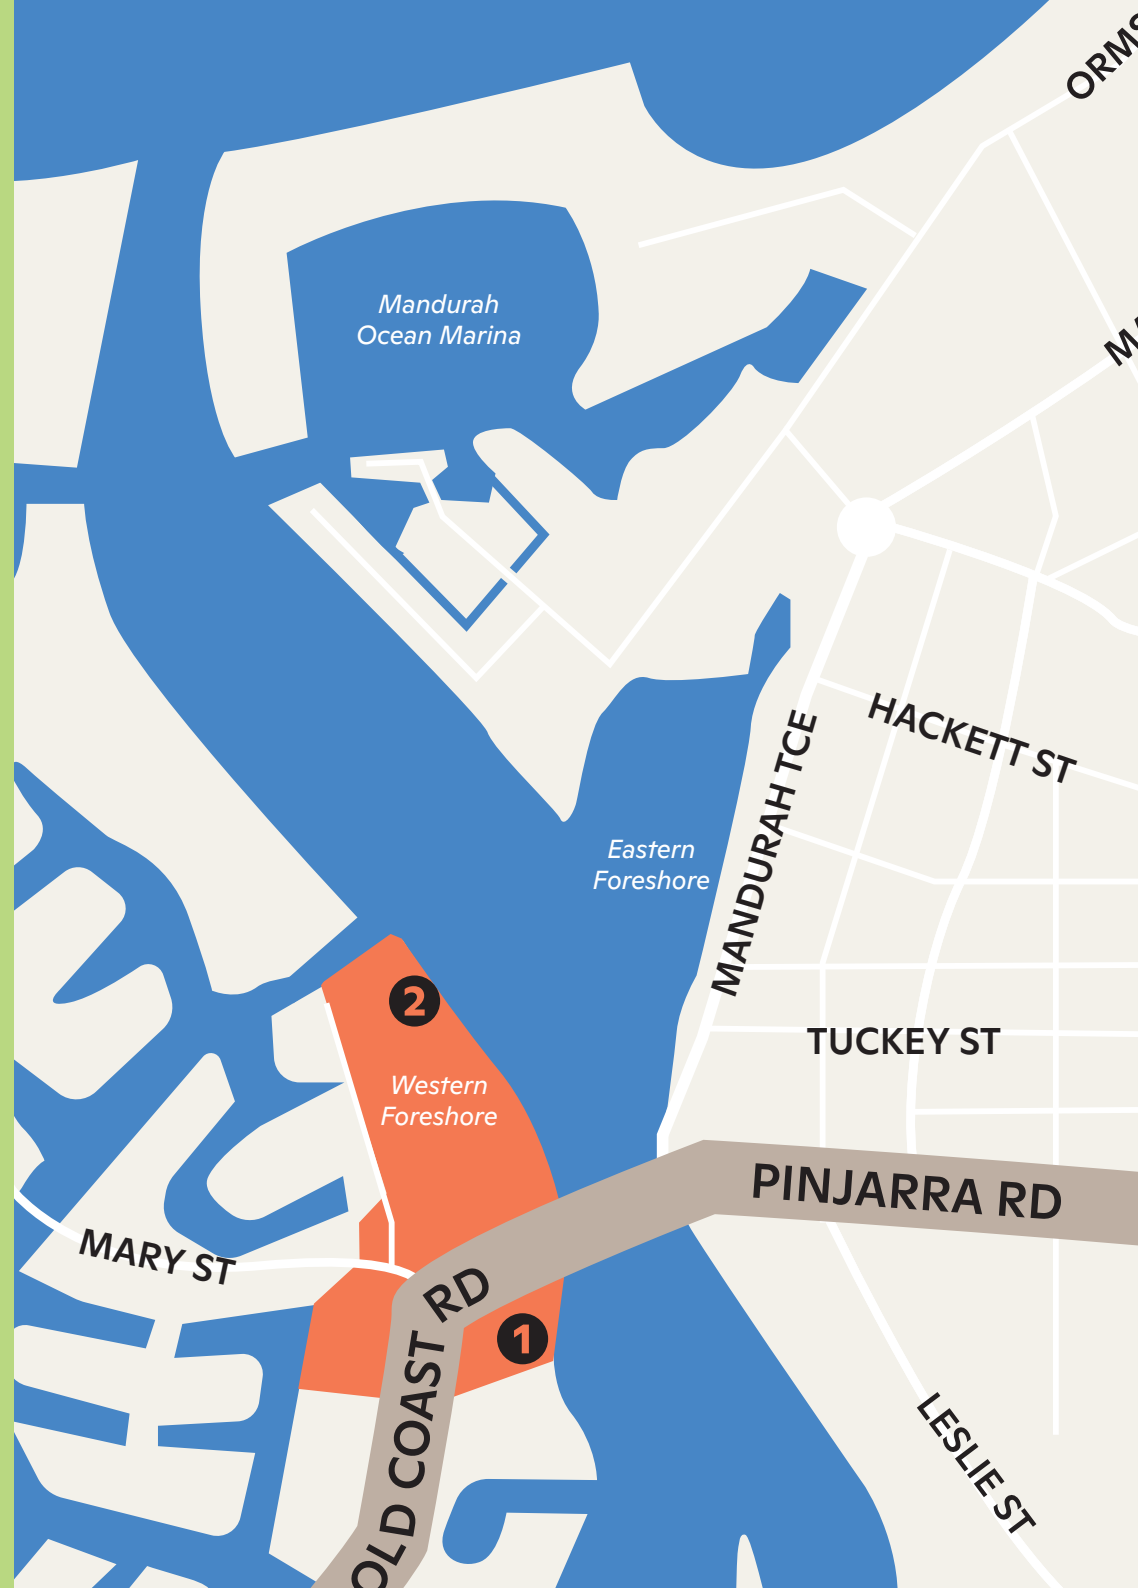 ORMS
Mandurah
Ocean Marina
HACKETT ST
MANDURAH TCE
Eastern
Foreshore
2
TUCKEY ST
Western
Foreshore
PINJARRA RD
MARY ST
1
OLD COAST RD
LESLIE ST